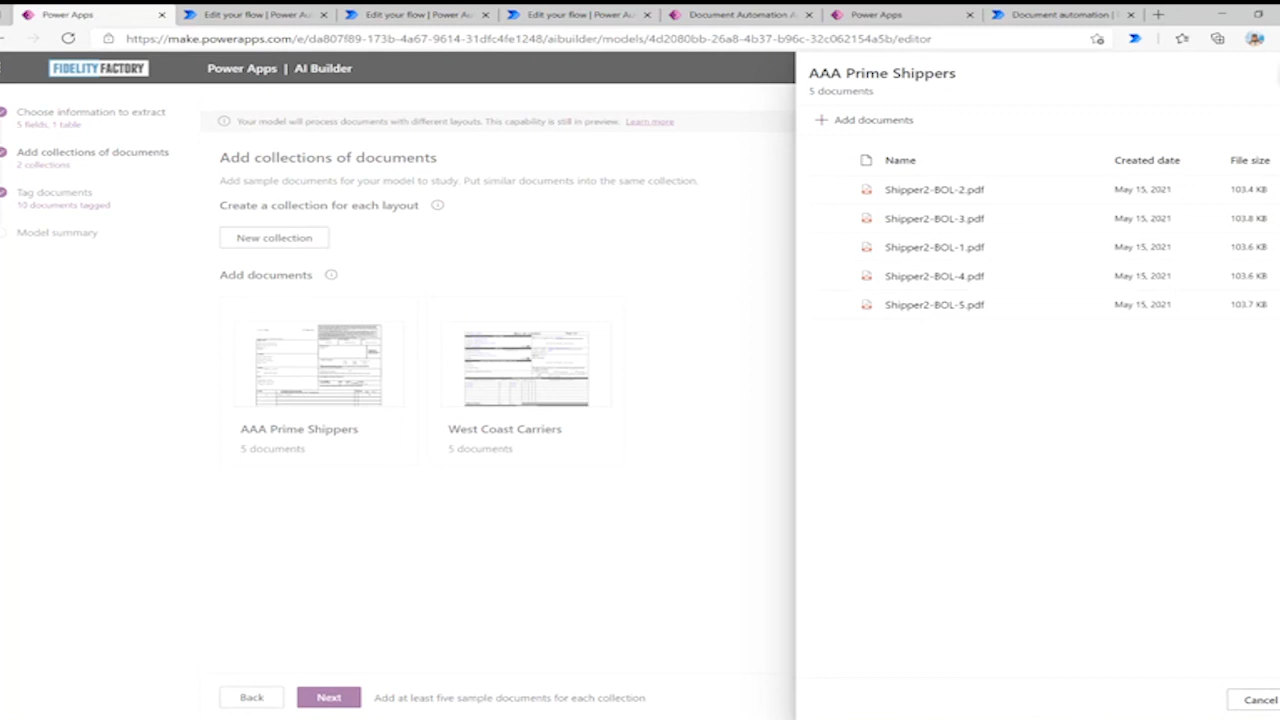 Power Apps
Edit your flow | Power Au
Edit your flow | Power Au
Edit your flow | Power Au
Document Automation A
Power Apps
Document automation |
https://make.powerapps.com/e/da807f89-173b-4a67-9614-31dfc4fe1248/aibuilder/models/4d2080bb-26a8-4b37-b96c-32c062154a5b/editor
FIDELITY FACTORY
Power Apps | AI Builder
Choose information to extract
5 fields, 1 table
Add collections of documents
2 collections
Tag documents
10 documents tagged
Model summary
Your model will process documents with different layouts. This capability is still in preview. Learn more
Add collections of documents
Add sample documents for your model to study. Put similar documents into the same collection.
Create a collection for each layout
New collection
Add documents
AAA Prime Shippers
5 documents
West Coast Carriers
5 documents
Back
Next
Add at least five sample documents for each collection
AAA Prime Shippers
5 documents
Add documents
Name Created date File size
Shipper2-BOL-2.pdf May 15, 2021 103.4 KB
Shipper2-BOL-3.pdf May 15, 2021 103.8 KB
Shipper2-BOL-1.pdf May 15, 2021 103.6 KB
Shipper2-BOL-4.pdf May 15, 2021 103.6 KB
Shipper2-BOL-5.pdf May 15, 2021 103.7 KB
Cancel